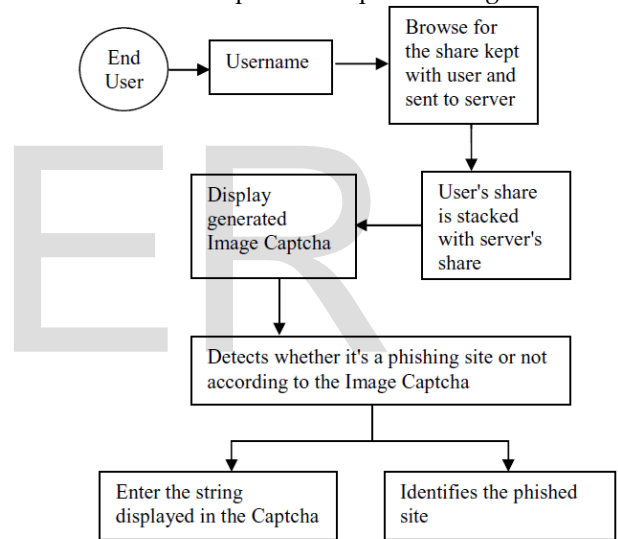 End
User
Username
Browse for
the share kept
with user and
sent to server
User's share
is stacked
with server's
share
Display
generated
Image Captcha
ER
Detects whether it's a phishing site or not
according to the Image Captcha
Enter the string
displayed in the Captcha
Identifies the phished
site